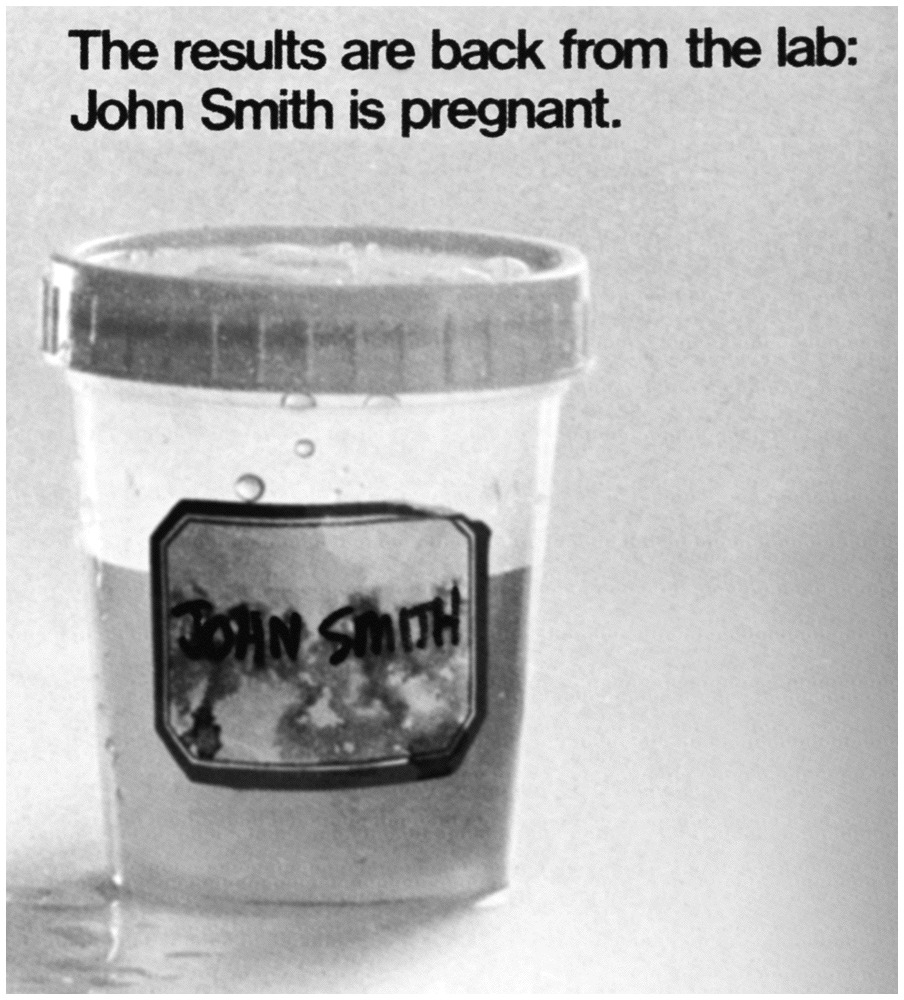 The results are back from the lab:
John Smith is pregnant.
JOHN SMITH